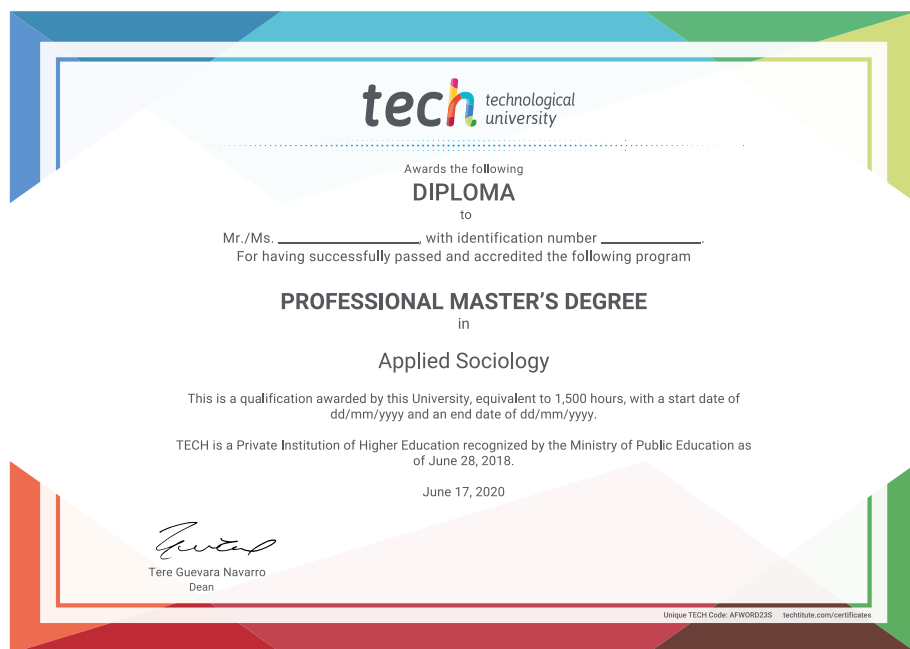 tech technological
university
Awards the following
DIPLOMA
to
Mr./Ms. ____________________, with identification number ______________.
For having successfully passed and accredited the following program
PROFESSIONAL MASTER'S DEGREE
in
Applied Sociology
This is a qualification awarded by this University, equivalent to 1,500 hours, with a start date of
dd/mm/yyyy and an end date of dd/mm/yyyy.
TECH is a Private Institution of Higher Education recognized by the Ministry of Public Education as
of June 28, 2018.
June 17, 2020
Tere Guevara Navarro
Dean
Unique TECH Code: AFWORD23S techtitute.com/certificates